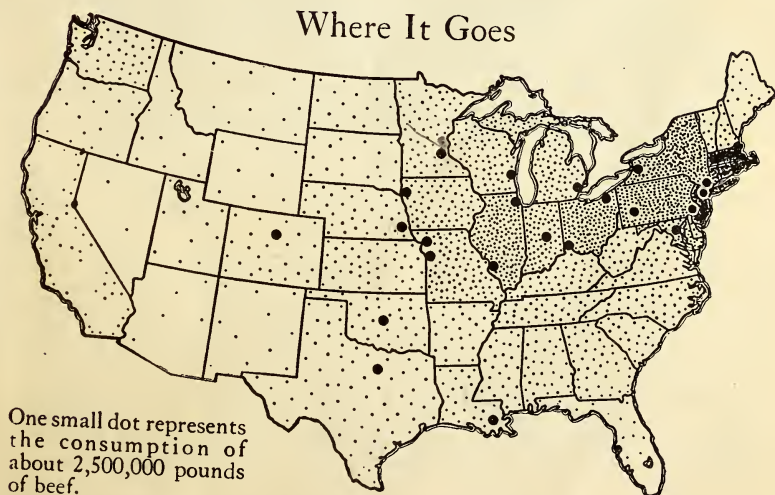 Where It Goes
One small dot represents
the consumption of
about 2,500,000 pounds
of beef.